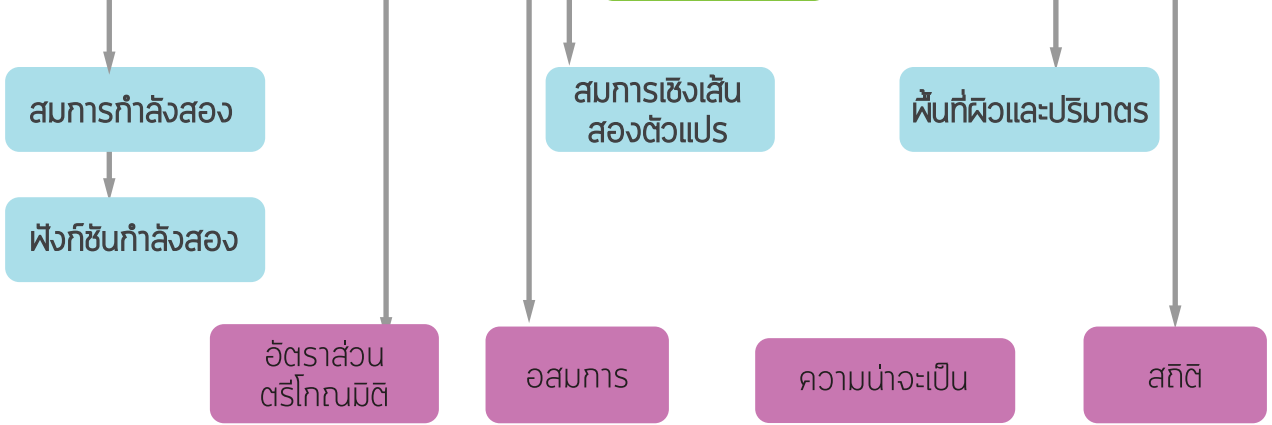 สมการกำลังสอง
สมการเชิงเส้น
สองตัวแปร
พื้นที่ผิวและปริมาตร
ฟังก์ชันกำลังสอง
อัตราส่วน
ตรีโกณมิติ
อสมการ
ความน่าจะเป็น
สถิติ